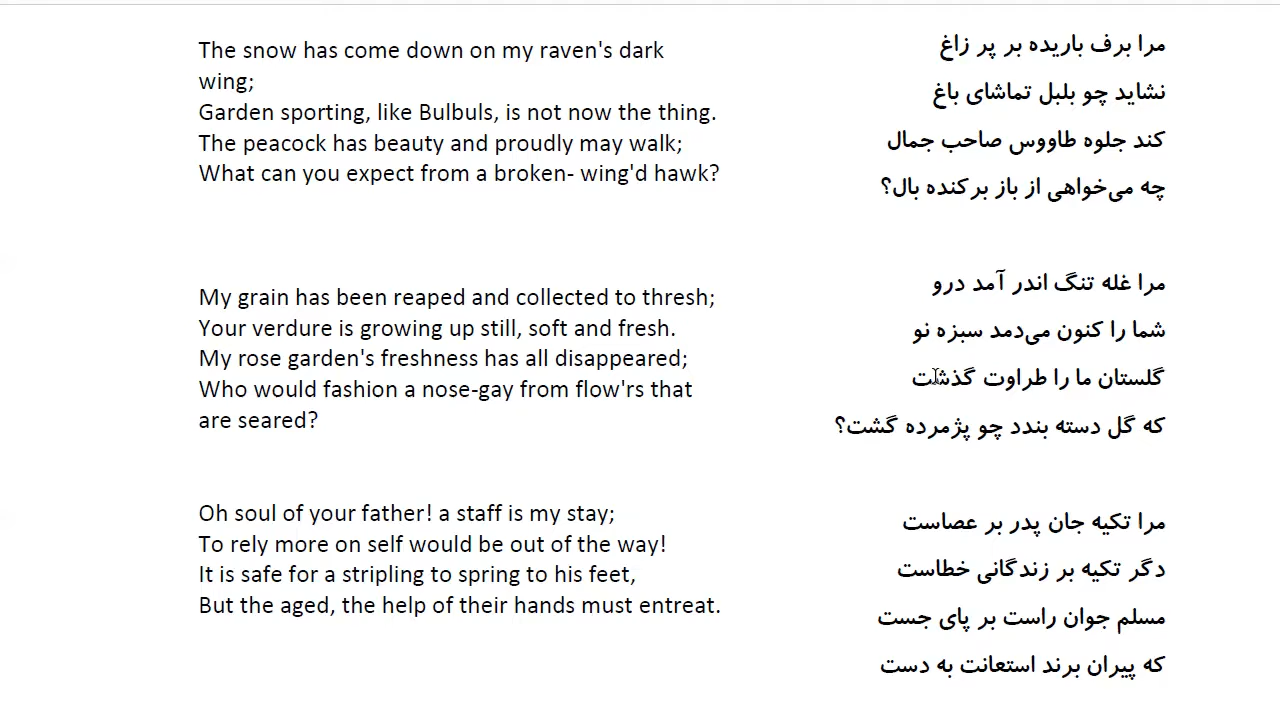 The snow has come down on my raven's dark
wing;
Garden sporting, like Bulbuls, is not now the thing.
The peacock has beauty and proudly may walk;
What can you expect from a broken- wing'd hawk?
مرا برف باریده بر پر زاغ
نشاید چو بلبل تماشای باغ
کند جلوه طاووس صاحب جمال
چه می‌خواهی از باز برکنده بال؟
My grain has been reaped and collected to thresh;
Your verdure is growing up still, soft and fresh.
My rose garden's freshness has all disappeared;
Who would fashion a nose-gay from flow'rs that
are seared?
مرا غله تنگ اندر آمد درو
شما را کنون می‌دمد سبزه نو
گلستان ما را طراوت گذشت
که گل دسته بندد چو پژمرده گشت؟
Oh soul of your father! a staff is my stay;
To rely more on self would be out of the way!
It is safe for a stripling to spring to his feet,
But the aged, the help of their hands must entreat.
مرا تکیه جان پدر بر عصاست
دگر تکیه بر زندگانی خطاست
مسلم جوان راست بر پای جست
که پیران برند استعانت به دست